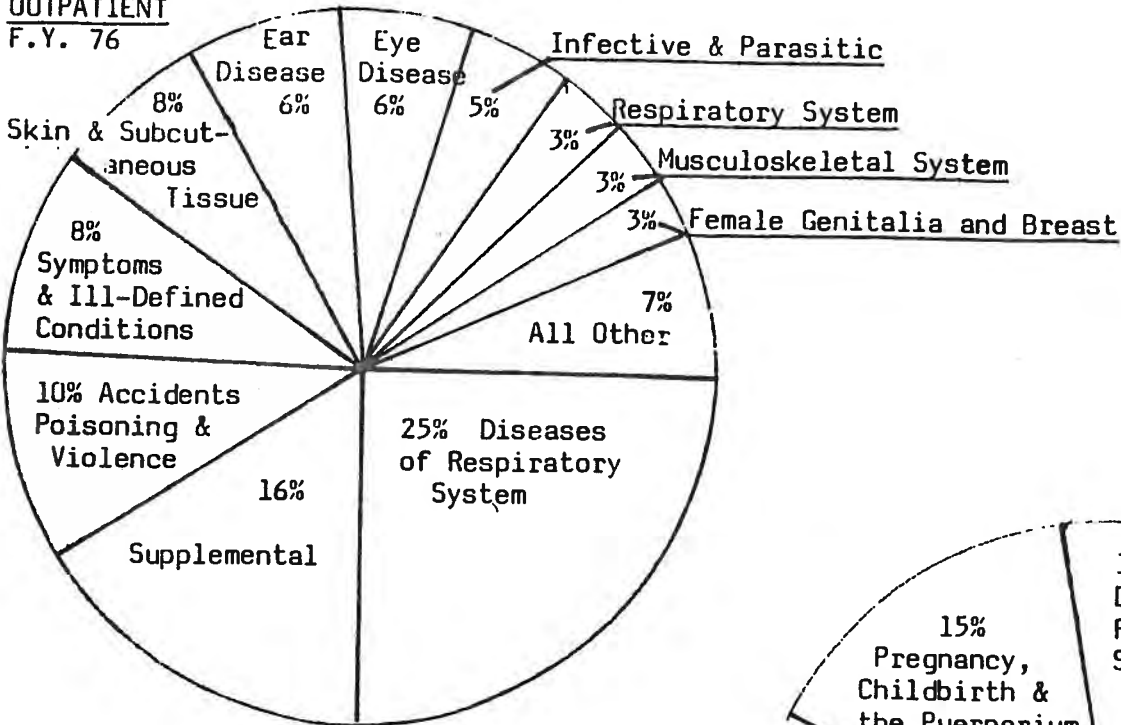 OUTPATIENT
F.Y. 76
Ear
Disease
6%
Eye
Disease
6%
5%
Infective & Parasitic
3%
Respiratory System
3%
Musculoskeletal System
3%
Female Genitalia and Breast
7%
All Other
25% Diseases
of Respiratory
System
16%
Supplemental
10% Accidents
Poisoning &
Violence
8%
Symptoms
& Ill-Defined
Conditions
8%
Skin & Subcut-
aneous
Tissue
15%
Pregnancy,
Childbirth &
the Puerperium